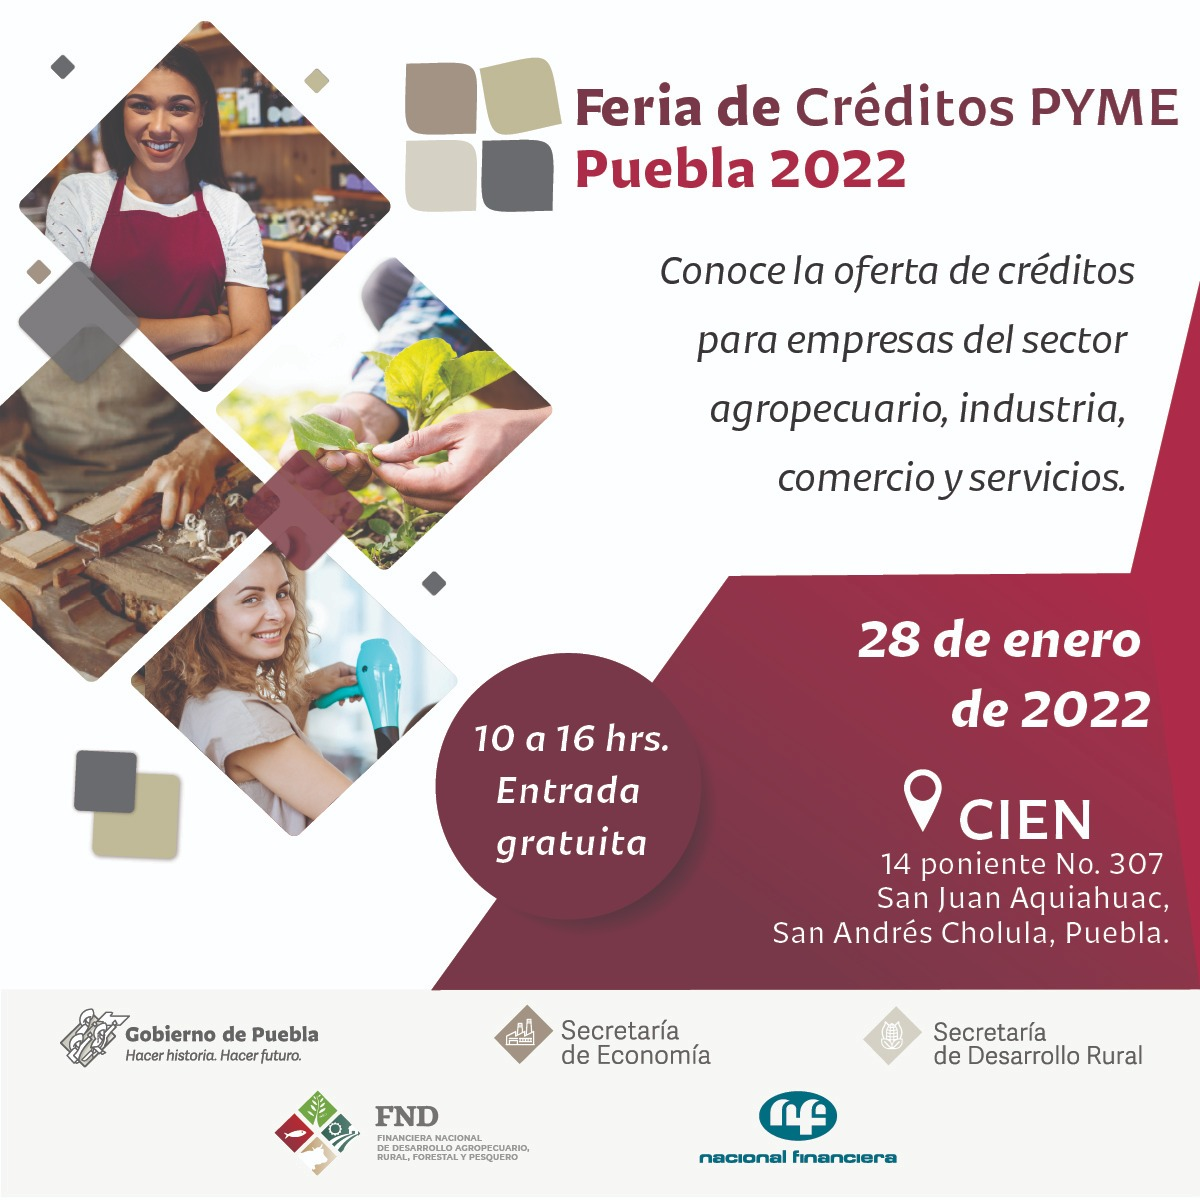 Feria de Créditos PYME
Puebla 2022
Conoce la oferta de créditos
para empresas del sector
agropecuario, industria,
comercio y servicios.
28 de enero
de 2022
10 a 16 hrs.
Entrada
gratuita
CIEN
14 poniente No. 307
San Juan Aquiahuac,
San Andrés Cholula, Puebla.
Gobierno de Puebla
Hacer historia. Hacer futuro.
Secretaría
de Economía
Secretaría
de Desarrollo Rural
FND
FINANCIERA NACIONAL
DE DESARROLLO AGROPECUARIO,
RURAL, FORESTAL Y PESQUERO
nf
nacional financiera